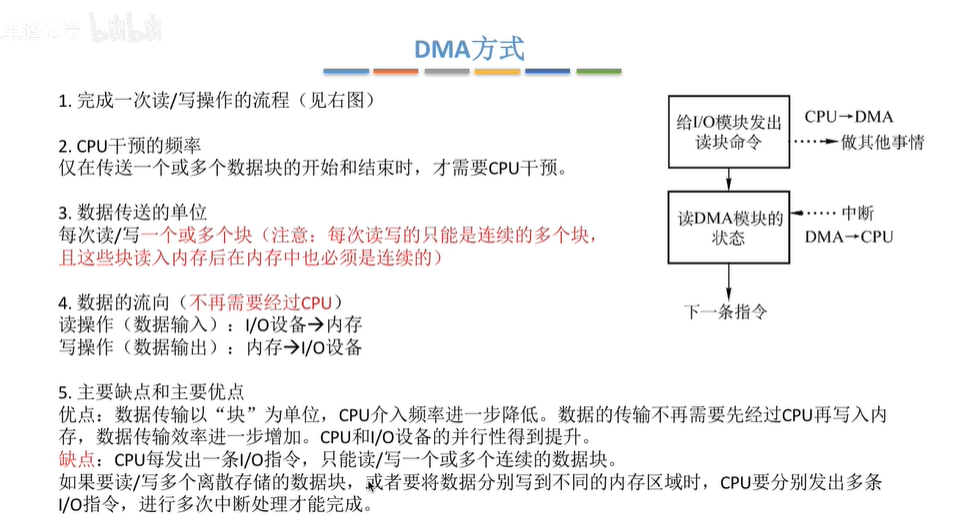 bilibili
DMA方式
1. 完成一次读/写操作的流程（见右图）
2. CPU干预的频率
仅在传送一个或多个数据块的开始和结束时，才需要CPU干预。
3. 数据传送的单位
每次读/写一个或多个块（注意：每次读写的只能是连续的多个块，
且这些块读入内存后在内存中也必须是连续的）
4. 数据的流向（不再需要经过CPU）
读操作（数据输入）：I/O设备→内存
写操作（数据输出）：内存→I/O设备
5. 主要缺点和主要优点
优点：数据传输以“块”为单位，CPU介入频率进一步降低。数据的传输不再需要先经过CPU再写入内
存，数据传输效率进一步增加。CPU和I/O设备的并行性得到提升。
缺点：CPU每发出一条I/O指令，只能读/写一个或多个连续的数据块。
如果要读/写多个离散存储的数据块，或者要将数据分别写到不同的内存区域时，CPU要分别发出多条
I/O指令，进行多次中断处理才能完成。
给I/O模块发出
读块命令
CPU→DMA
做其他事情
读DMA模块的
状态
中断
DMA→CPU
下一条指令